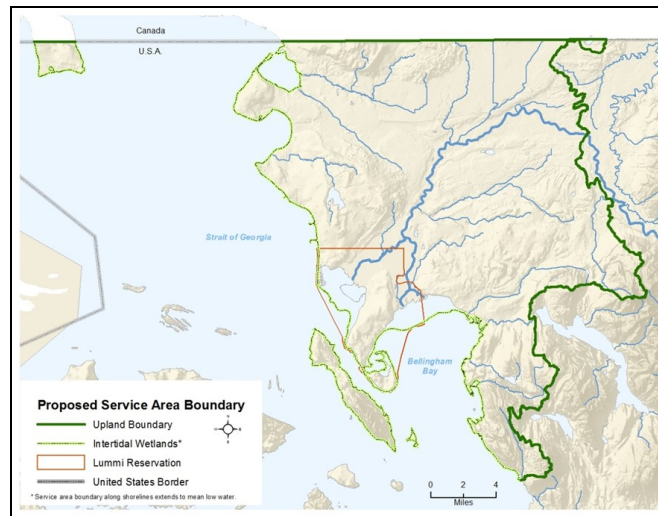 Canada
U.S.A.
Strait of Georgia
Bellingham
Bay
Proposed Service Area Boundary
Upland Boundary
Intertidal Wetlands*
Lummi Reservation
United States Border
* Service area boundary along shorelines extends to mean low water.
0 2 4
Miles